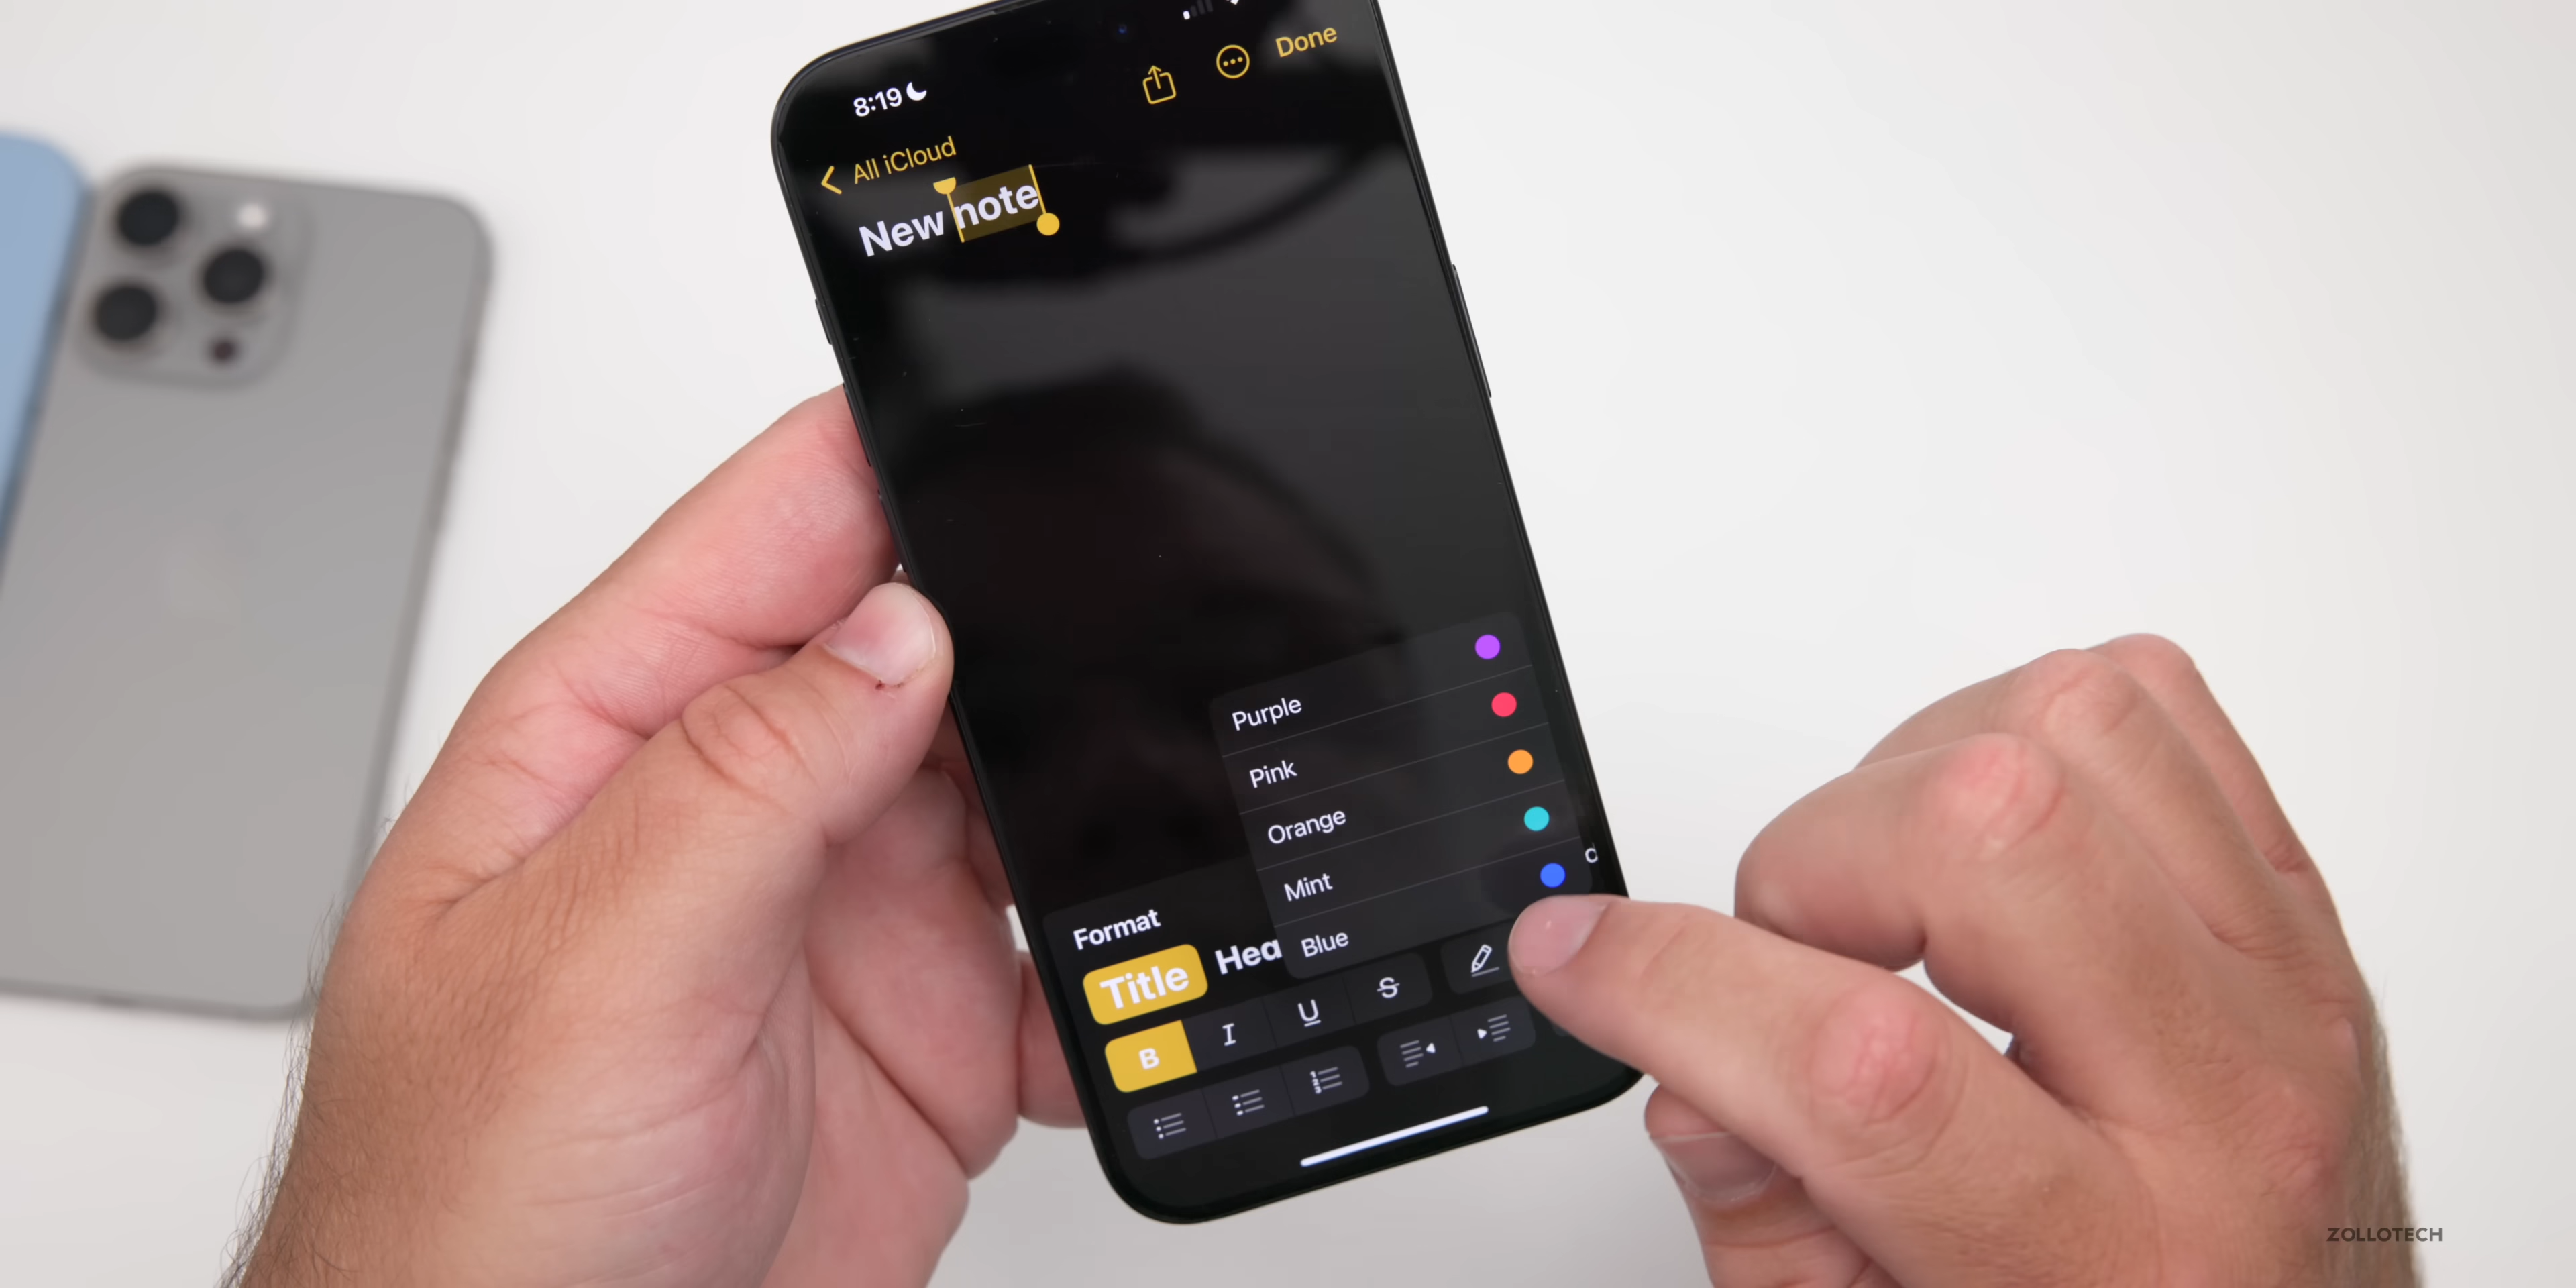 8:19
Done
All iCloud
New note
Purple
Pink
Orange
Mint
Blue
Format
Title Hea
B I U S
ZOLLOTECH